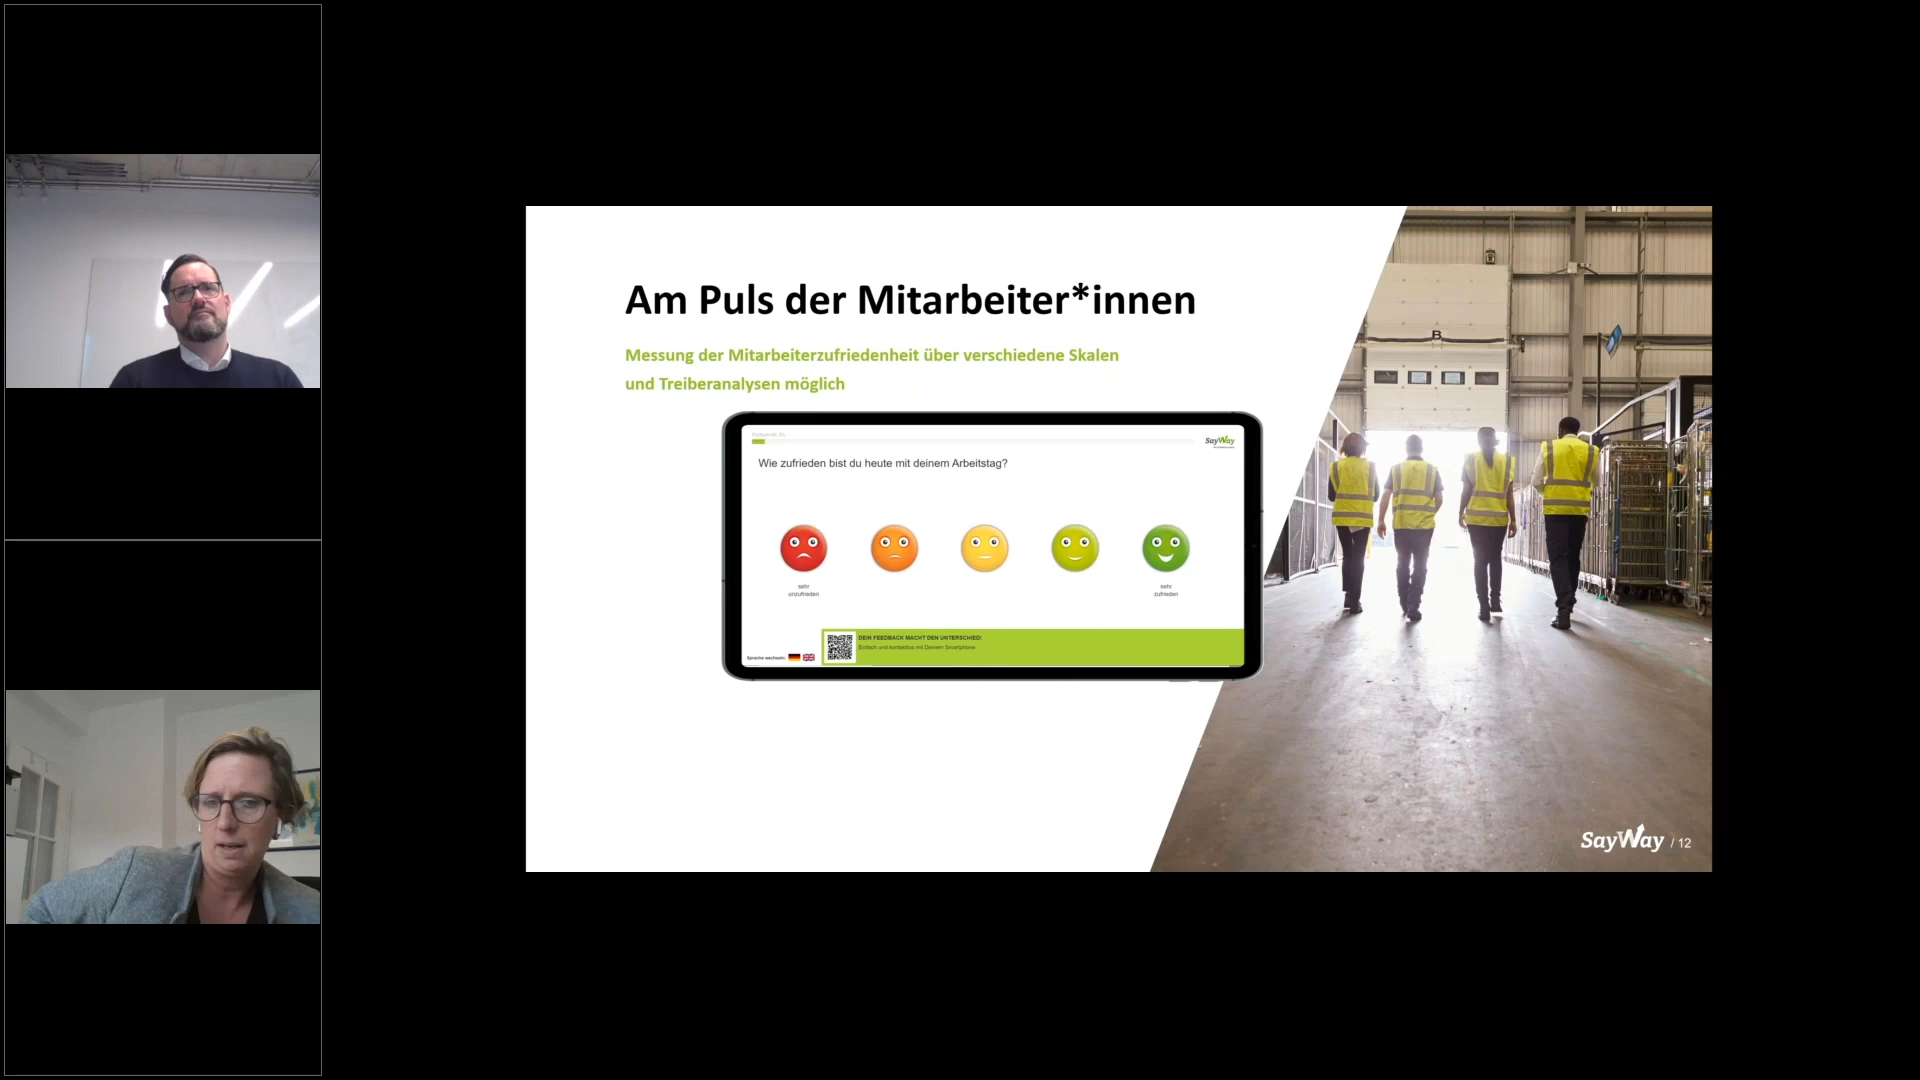 Am Puls der Mitarbeiter*innen
Messung der Mitarbeiterzufriedenheit über verschiedene Skalen
und Treiberanalysen möglich
SayWay
Wie zufrieden bist du heute mit deinem Arbeitstag?
sehr
unzufrieden
sehr
zufrieden
DEIN FEEDBACK MACHT DEN UNTERSCHIED!
Einfach und kontaktlos mit Deinem Smartphone
Sprache wechseln:
B
SayWay / 12